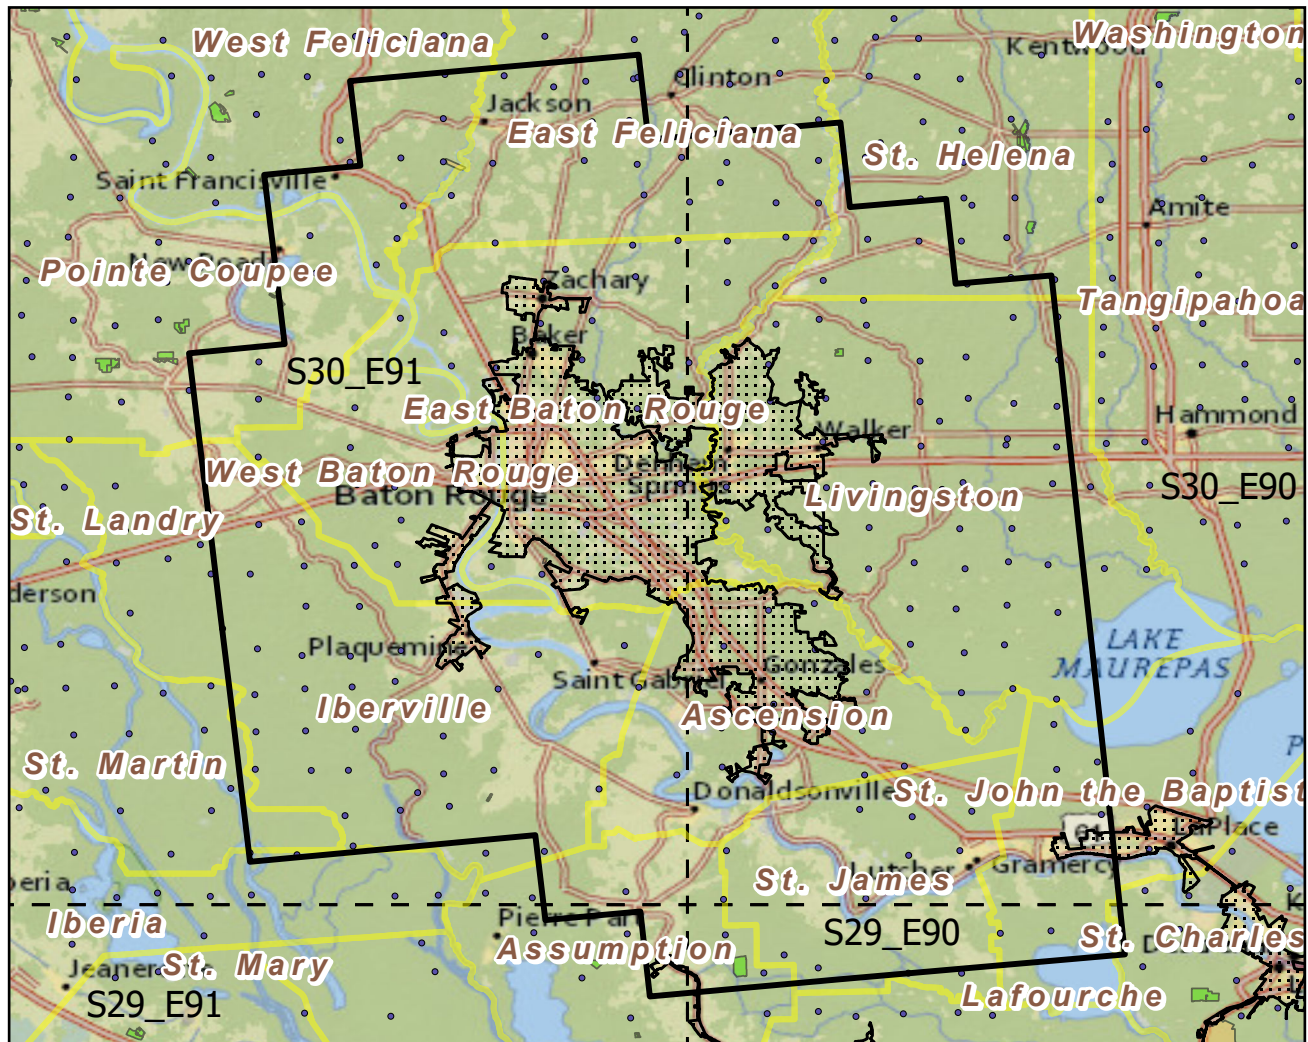 West Feliciana
Washington
Kentwood
Clinton
Jackson
East Feliciana
St. Helena
Saint Francisville
Amite
New Roads
Pointe Coupee
Zachary
Tangipahoa
Baker
S30_E91
East Baton Rouge
Hammond
Walker
Denham
Springs
West Baton Rouge
Baton Rouge
Livingston
S30_E90
St. Landry
derson
LAKE
MAUREPAS
Plaquemine
Gonzales
Saint Gabriel
Iberville
Ascension
P
St. Martin
Donaldsonville
St. John the Baptist
LaPlace
Lutcher
Gramercy
St. James
beria
K
Iberia
Pierre Part
S29_E90
St. Charles
Assumption
St. Mary
Jeanerette
S29_E91
Lafourche